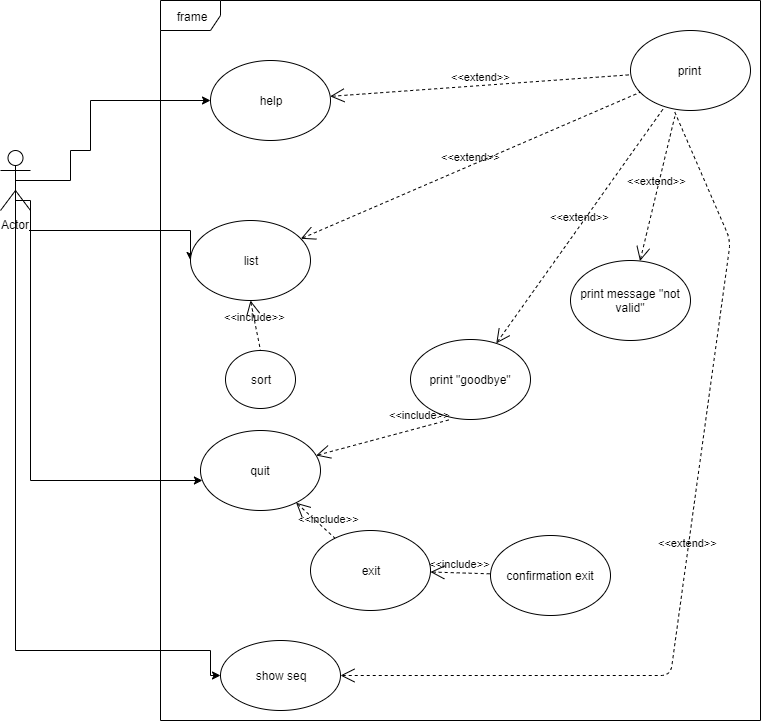 frame
print
<<extend>>
help
<<extend>>
<<extend>>
<<extend>>
Actor
list
print message "not
valid"
<<include>>
sort
print "goodbye"
<<include>>
quit
<<include>>
<<extend>>
<<include>>
exit
confirmation exit
show seq